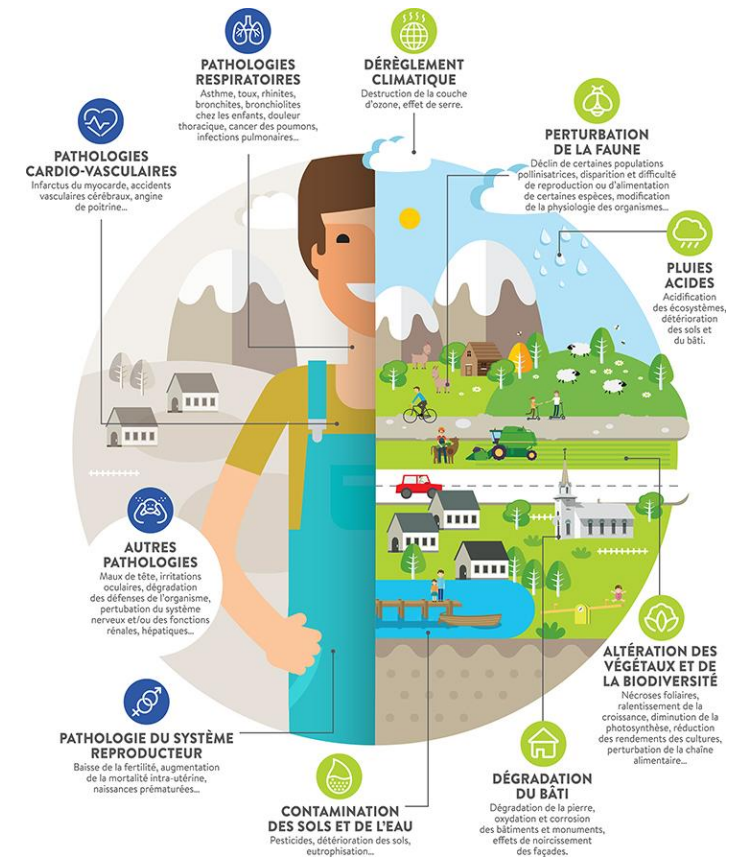 PATHOLOGIES
RESPIRATOIRES
Asthme, toux, rhinites,
bronchites, bronchiolites
chez les enfants, douleur
thoracique, cancer des poumons,
infections pulmonaires...
DÉRÈGLEMENT
CLIMATIQUE
Destruction de la couche
d'ozone, effet de serre.
PATHOLOGIES
CARDIO-VASCULAIRES
Infarctus du myocarde, accidents
vasculaires cérébraux, angine
de poitrine...
PERTURBATION
DE LA FAUNE
Déclin de certaines populations
pollinisatrices, disparition et difficulté
de reproduction ou d'alimentation
de certaines espèces, modification
de la physiologie des organismes...
PLUIES
ACIDES
Acidification
des écosystèmes,
détérioration
des sols et
du bâti.
AUTRES
PATHOLOGIES
Maux de tête, irritations
oculaires, dégradation
des défenses de l'organisme,
pertubation du système
nerveux et/ou des fonctions
rénales, hépatiques...
ALTÉRATION DES
VÉGÉTAUX ET DE
LA BIODIVERSITÉ
Nécroses foliaires,
ralentissement de la
croissance, diminution de la
photosynthèse, réduction
des rendements des cultures,
perturbation de la chaîne
alimentaire...
PATHOLOGIE DU SYSTÈME
REPRODUCTEUR
Baisse de la fertilité, augmentation
de la mortalité intra-utérine,
naissances prématurées...
CONTAMINATION
DES SOLS ET DE L'EAU
Pesticides, détérioration des sols,
eutrophisation...
DÉGRADATION
DU BÂTI
Dégradation de la pierre,
oxydation et corrosion
des bâtiments et monuments,
effets de noircissement
des façades.